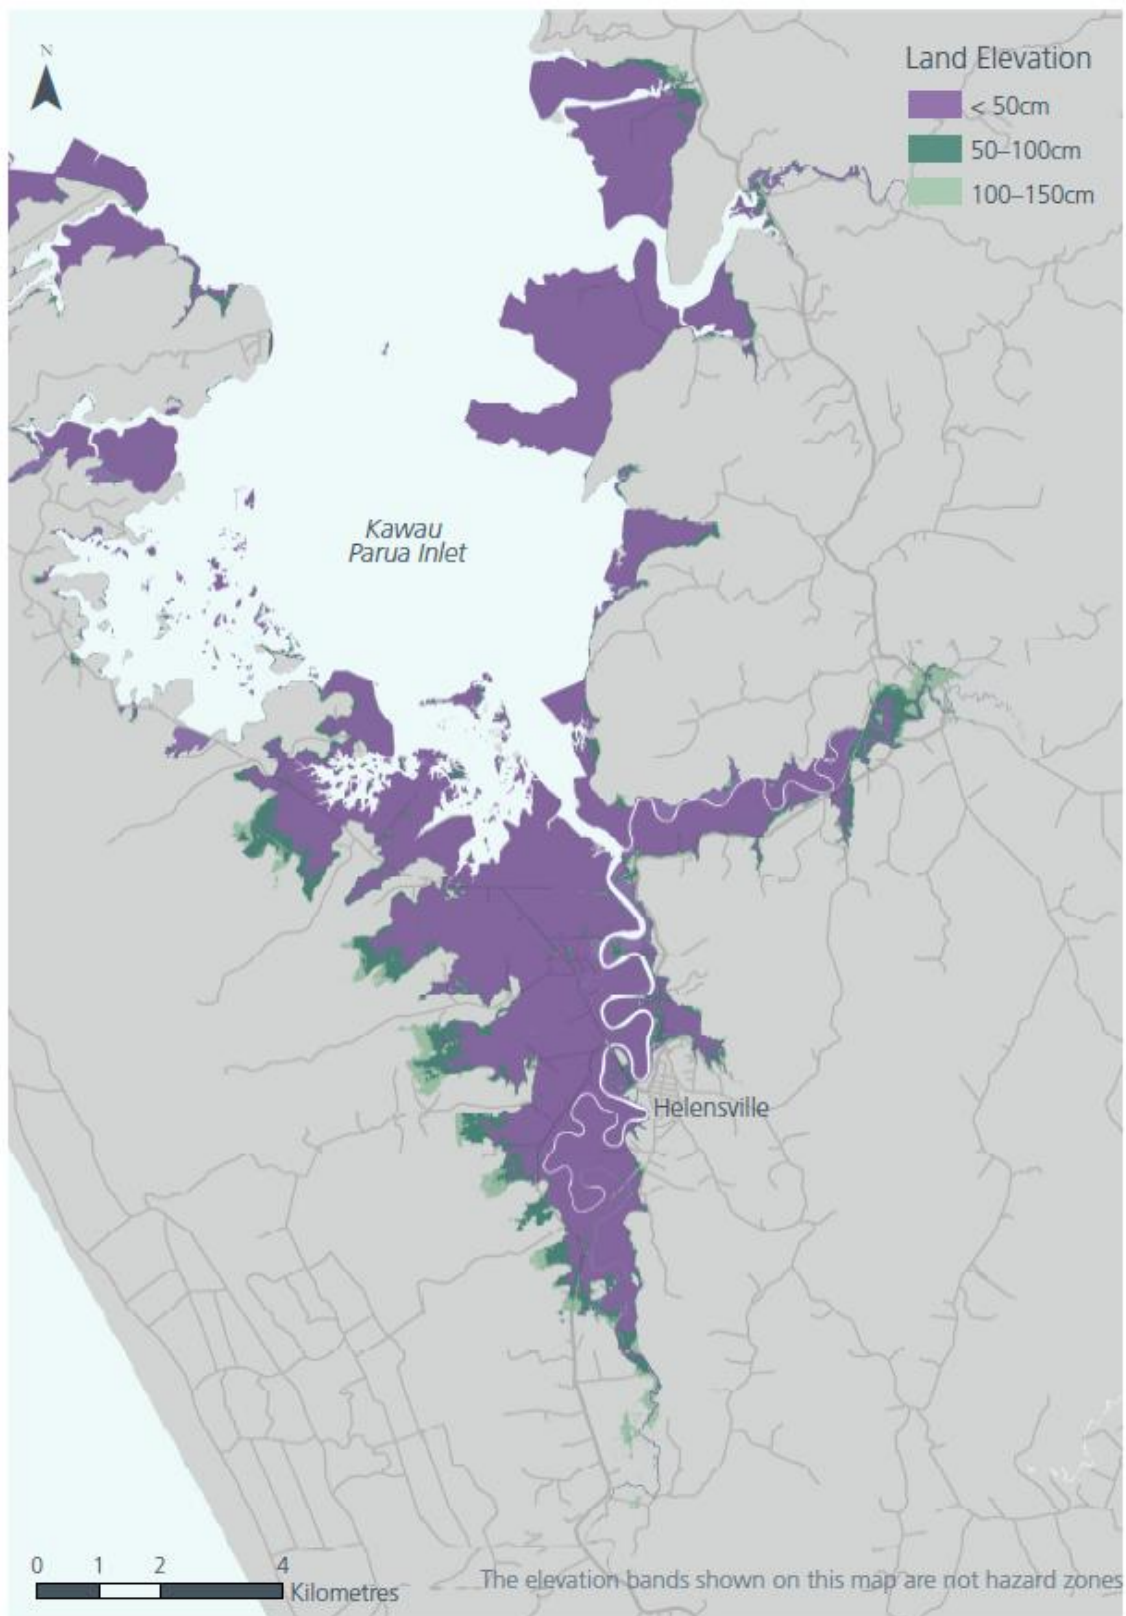 N
Land Elevation
< 50cm
50–100cm
100–150cm
Kawau
Parua Inlet
Helensville
0 1 2 4
Kilometres
The elevation bands shown on this map are not hazard zones